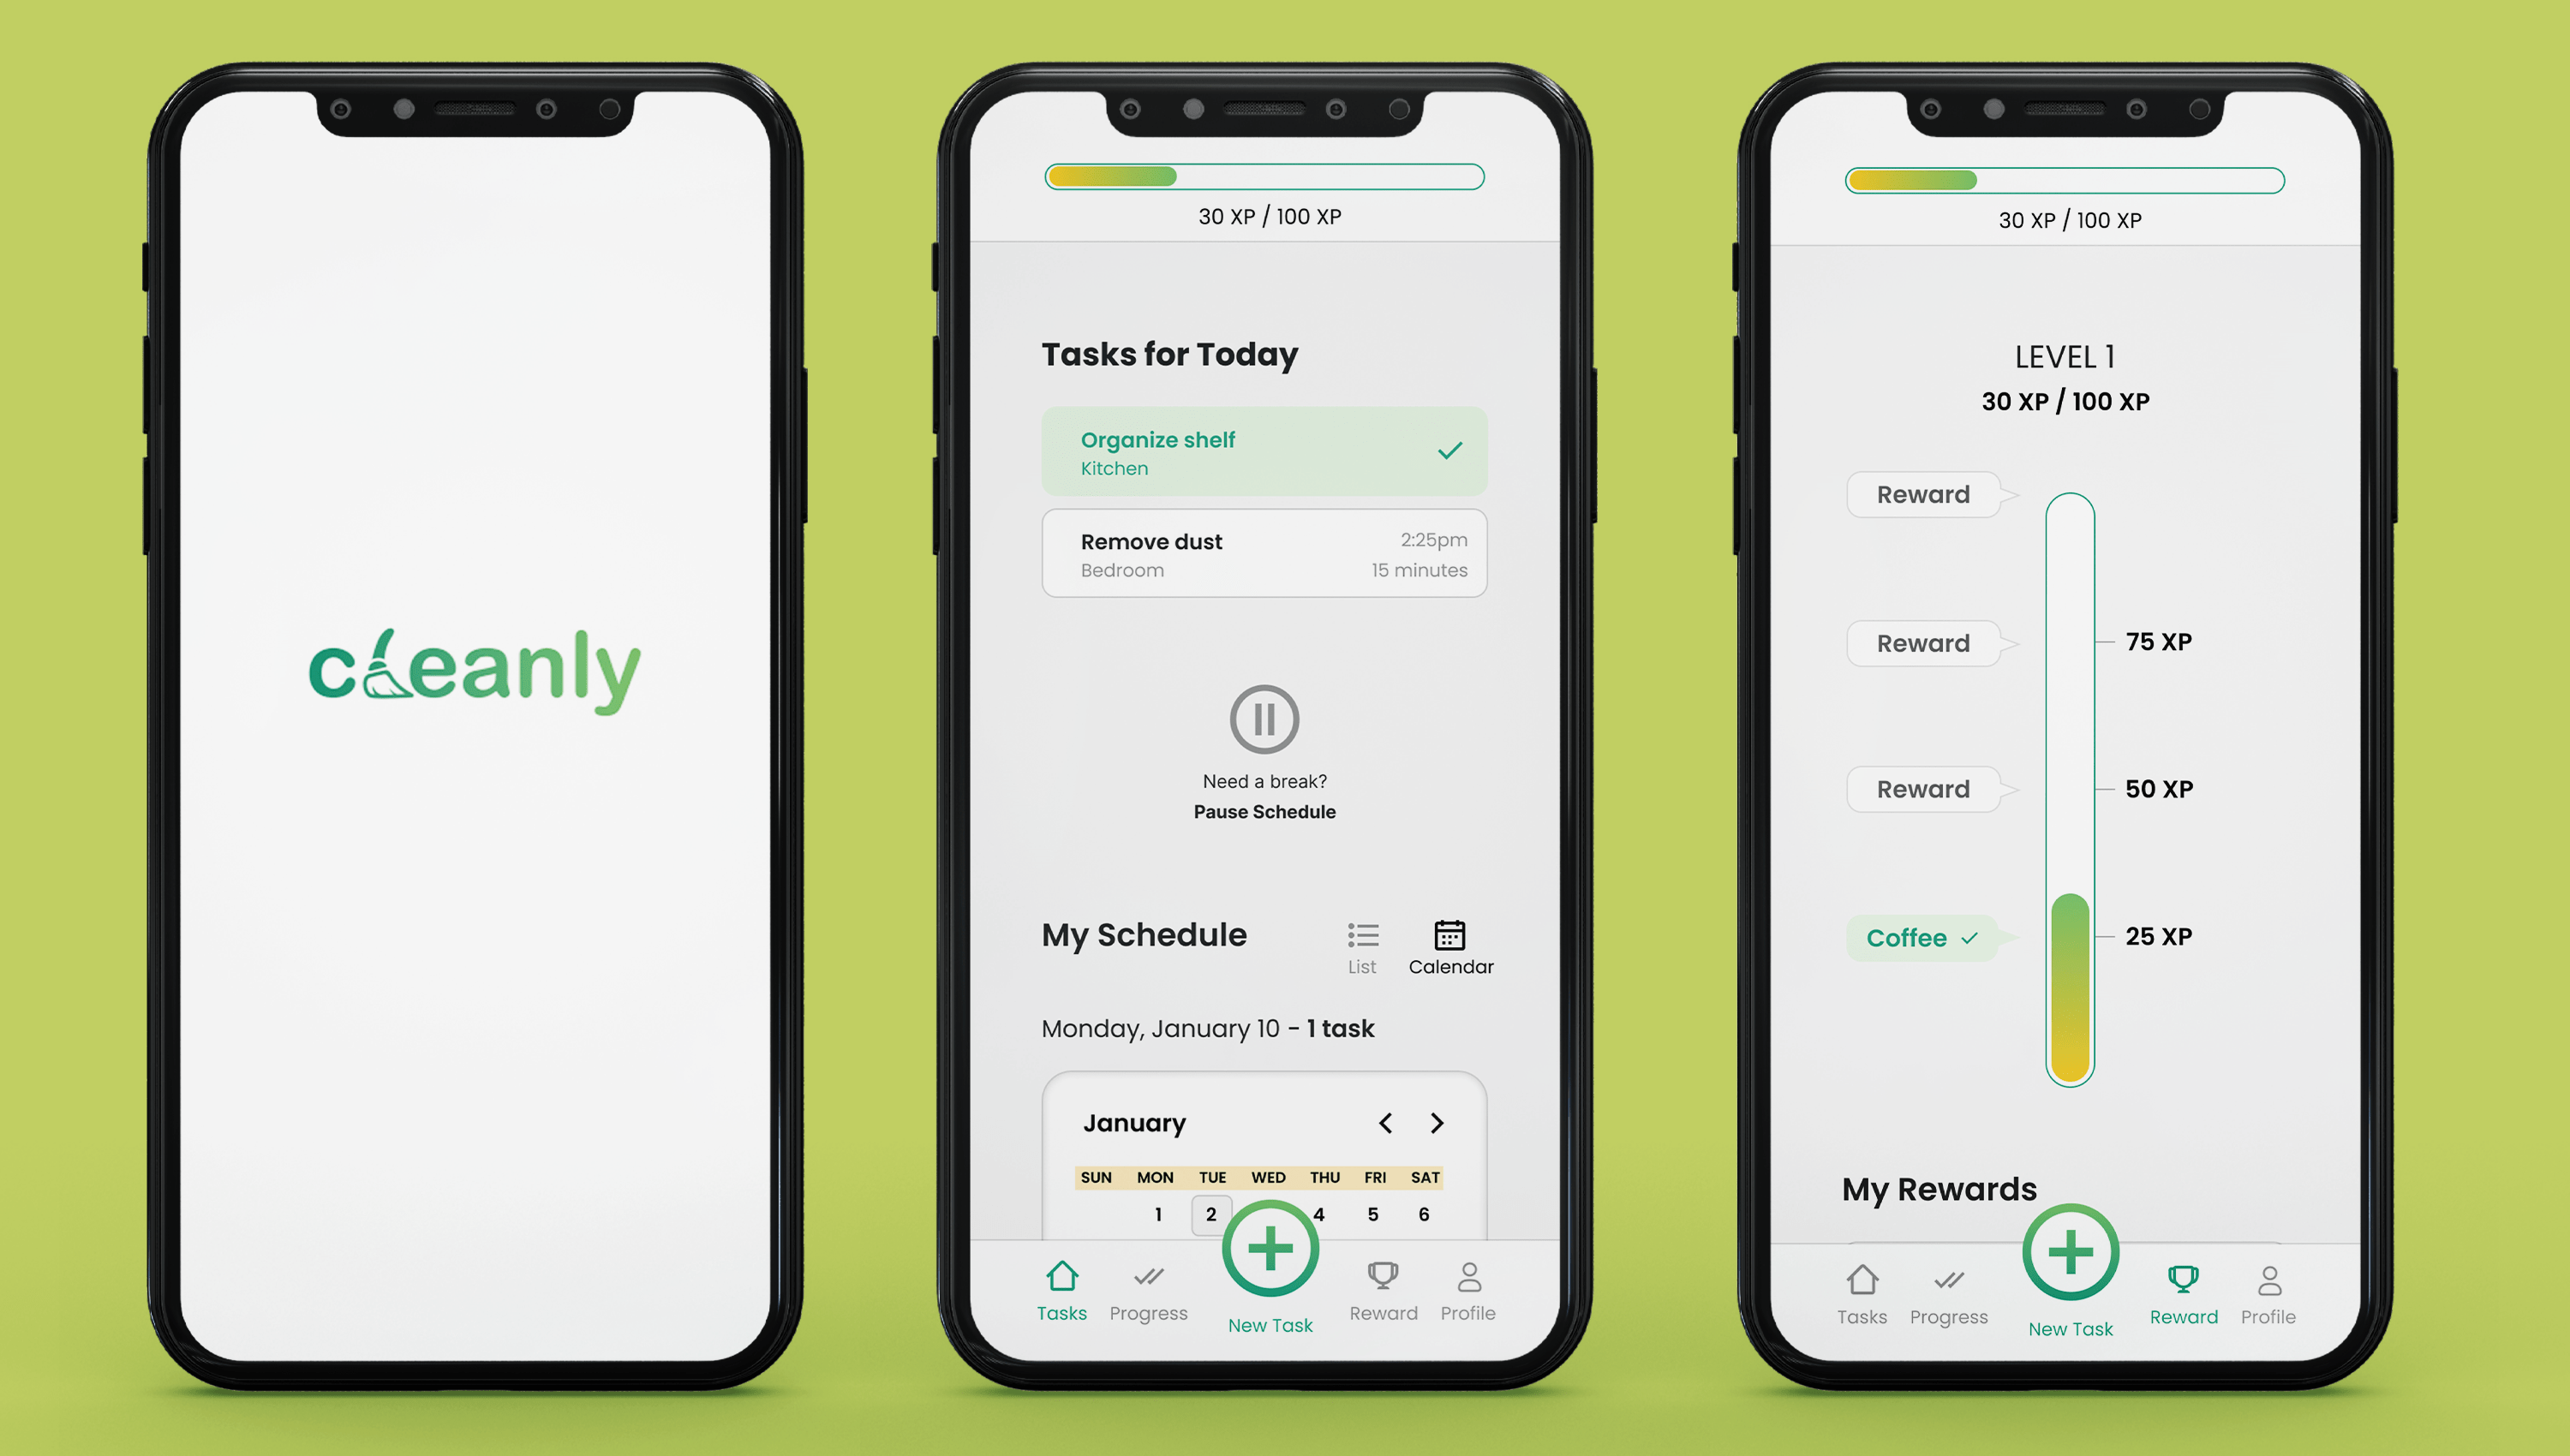 cleanly
30 XP / 100 XP
Tasks for Today
Organize shelf
Kitchen
Remove dust
2:25pm
Bedroom
15 minutes
Need a break?
Pause Schedule
My Schedule
List
Calendar
Monday, January 10 - 1 task
January
SUN MON TUE WED THU FRI SAT
1 2 4 5 6
Tasks
Progress
New Task
Reward
Profile
30 XP / 100 XP
LEVEL 1
30 XP / 100 XP
Reward
Reward
75 XP
Reward
50 XP
Coffee
25 XP
My Rewards
Tasks
Progress
New Task
Reward
Profile